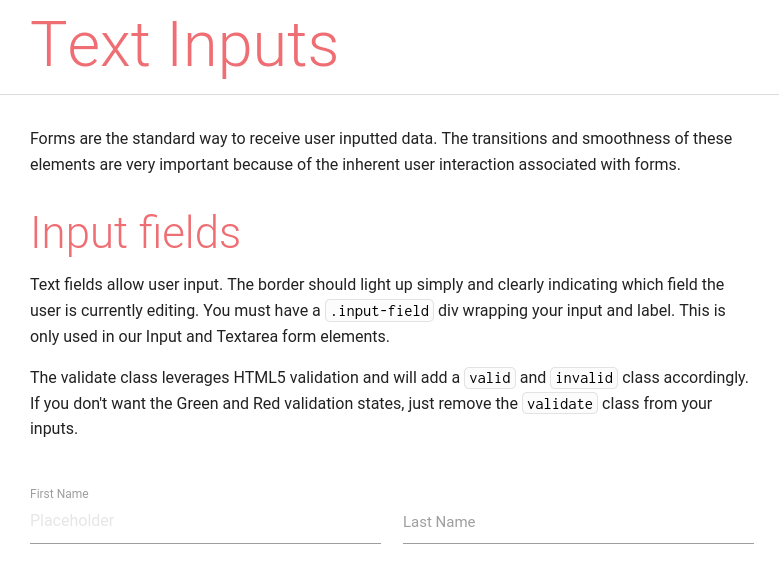 Text Inputs
Forms are the standard way to receive user inputted data. The transitions and smoothness of these
elements are very important because of the inherent user interaction associated with forms.
Input fields
Text fields allow user input. The border should light up simply and clearly indicating which field the
user is currently editing. You must have a .input-field div wrapping your input and label. This is
only used in our Input and Textarea form elements.
The validate class leverages HTML5 validation and will add a valid and invalid class accordingly.
If you don't want the Green and Red validation states, just remove the validate class from your
inputs.
First Name
Placeholder
Last Name